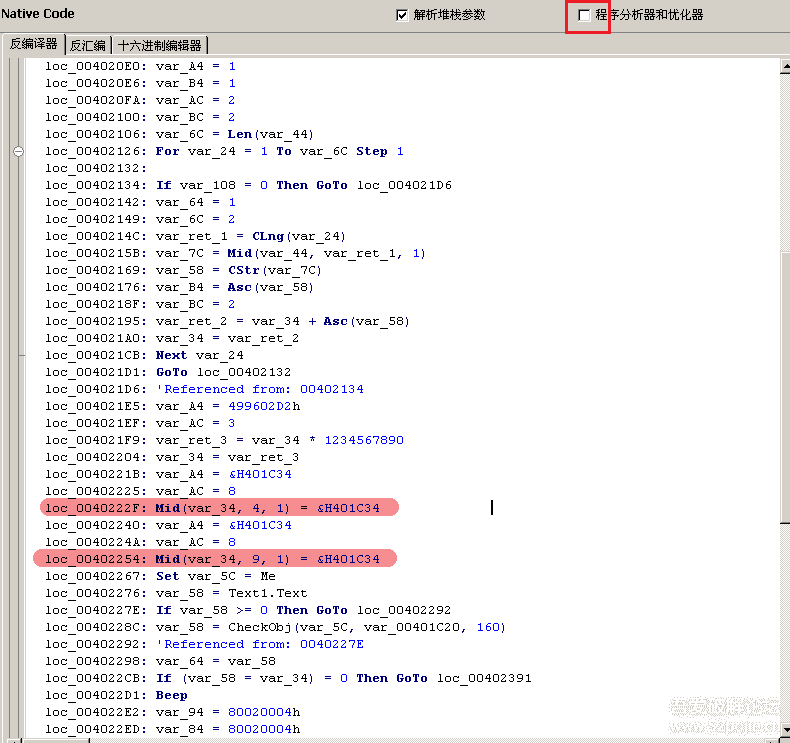 Native Code
解析堆栈参数
程序分析器和优化器
反编译器 反汇编 十六进制编辑器
loc_004020E0: var_A4 = 1
loc_004020E6: var_B4 = 1
loc_004020FA: var_AC = 2
loc_00402100: var_BC = 2
loc_00402106: var_6C = Len(var_44)
loc_00402126: For var_24 = 1 To var_6C Step 1
loc_00402132:
loc_00402134: If var_108 = 0 Then GoTo loc_004021D6
loc_00402142: var_64 = 1
loc_00402149: var_6C = 2
loc_0040214C: var_ret_1 = CLng(var_24)
loc_0040215B: var_7C = Mid(var_44, var_ret_1, 1)
loc_00402169: var_58 = CStr(var_7C)
loc_00402176: var_B4 = Asc(var_58)
loc_0040218F: var_BC = 2
loc_00402195: var_ret_2 = var_34 + Asc(var_58)
loc_004021A0: var_34 = var_ret_2
loc_004021CB: Next var_24
loc_004021D1: GoTo loc_00402132
loc_004021D6: 'Referenced from: 00402134
loc_004021E5: var_A4 = 499602D2h
loc_004021EF: var_AC = 3
loc_004021F9: var_ret_3 = var_34 * 1234567890
loc_00402204: var_34 = var_ret_3
loc_0040221B: var_A4 = &H401C34
loc_00402225: var_AC = 8
loc_0040222F: Mid(var_34, 4, 1) = &H401C34
loc_00402240: var_A4 = &H401C34
loc_0040224A: var_AC = 8
loc_00402254: Mid(var_34, 9, 1) = &H401C34
loc_00402267: Set var_5C = Me
loc_00402276: var_58 = Text1.Text
loc_0040227E: If var_58 >= 0 Then GoTo loc_00402292
loc_0040228C: var_58 = CheckObj(var_5C, var_00401C20, 160)
loc_00402292: 'Referenced from: 0040227E
loc_00402298: var_64 = var_58
loc_004022CB: If (var_58 = var_34) = 0 Then GoTo loc_00402391
loc_004022D1: Beep
loc_004022E2: var_94 = 80020004h
loc_004022ED: var_84 = 80020004h
吾爱破解论坛
www.52pojie.cn